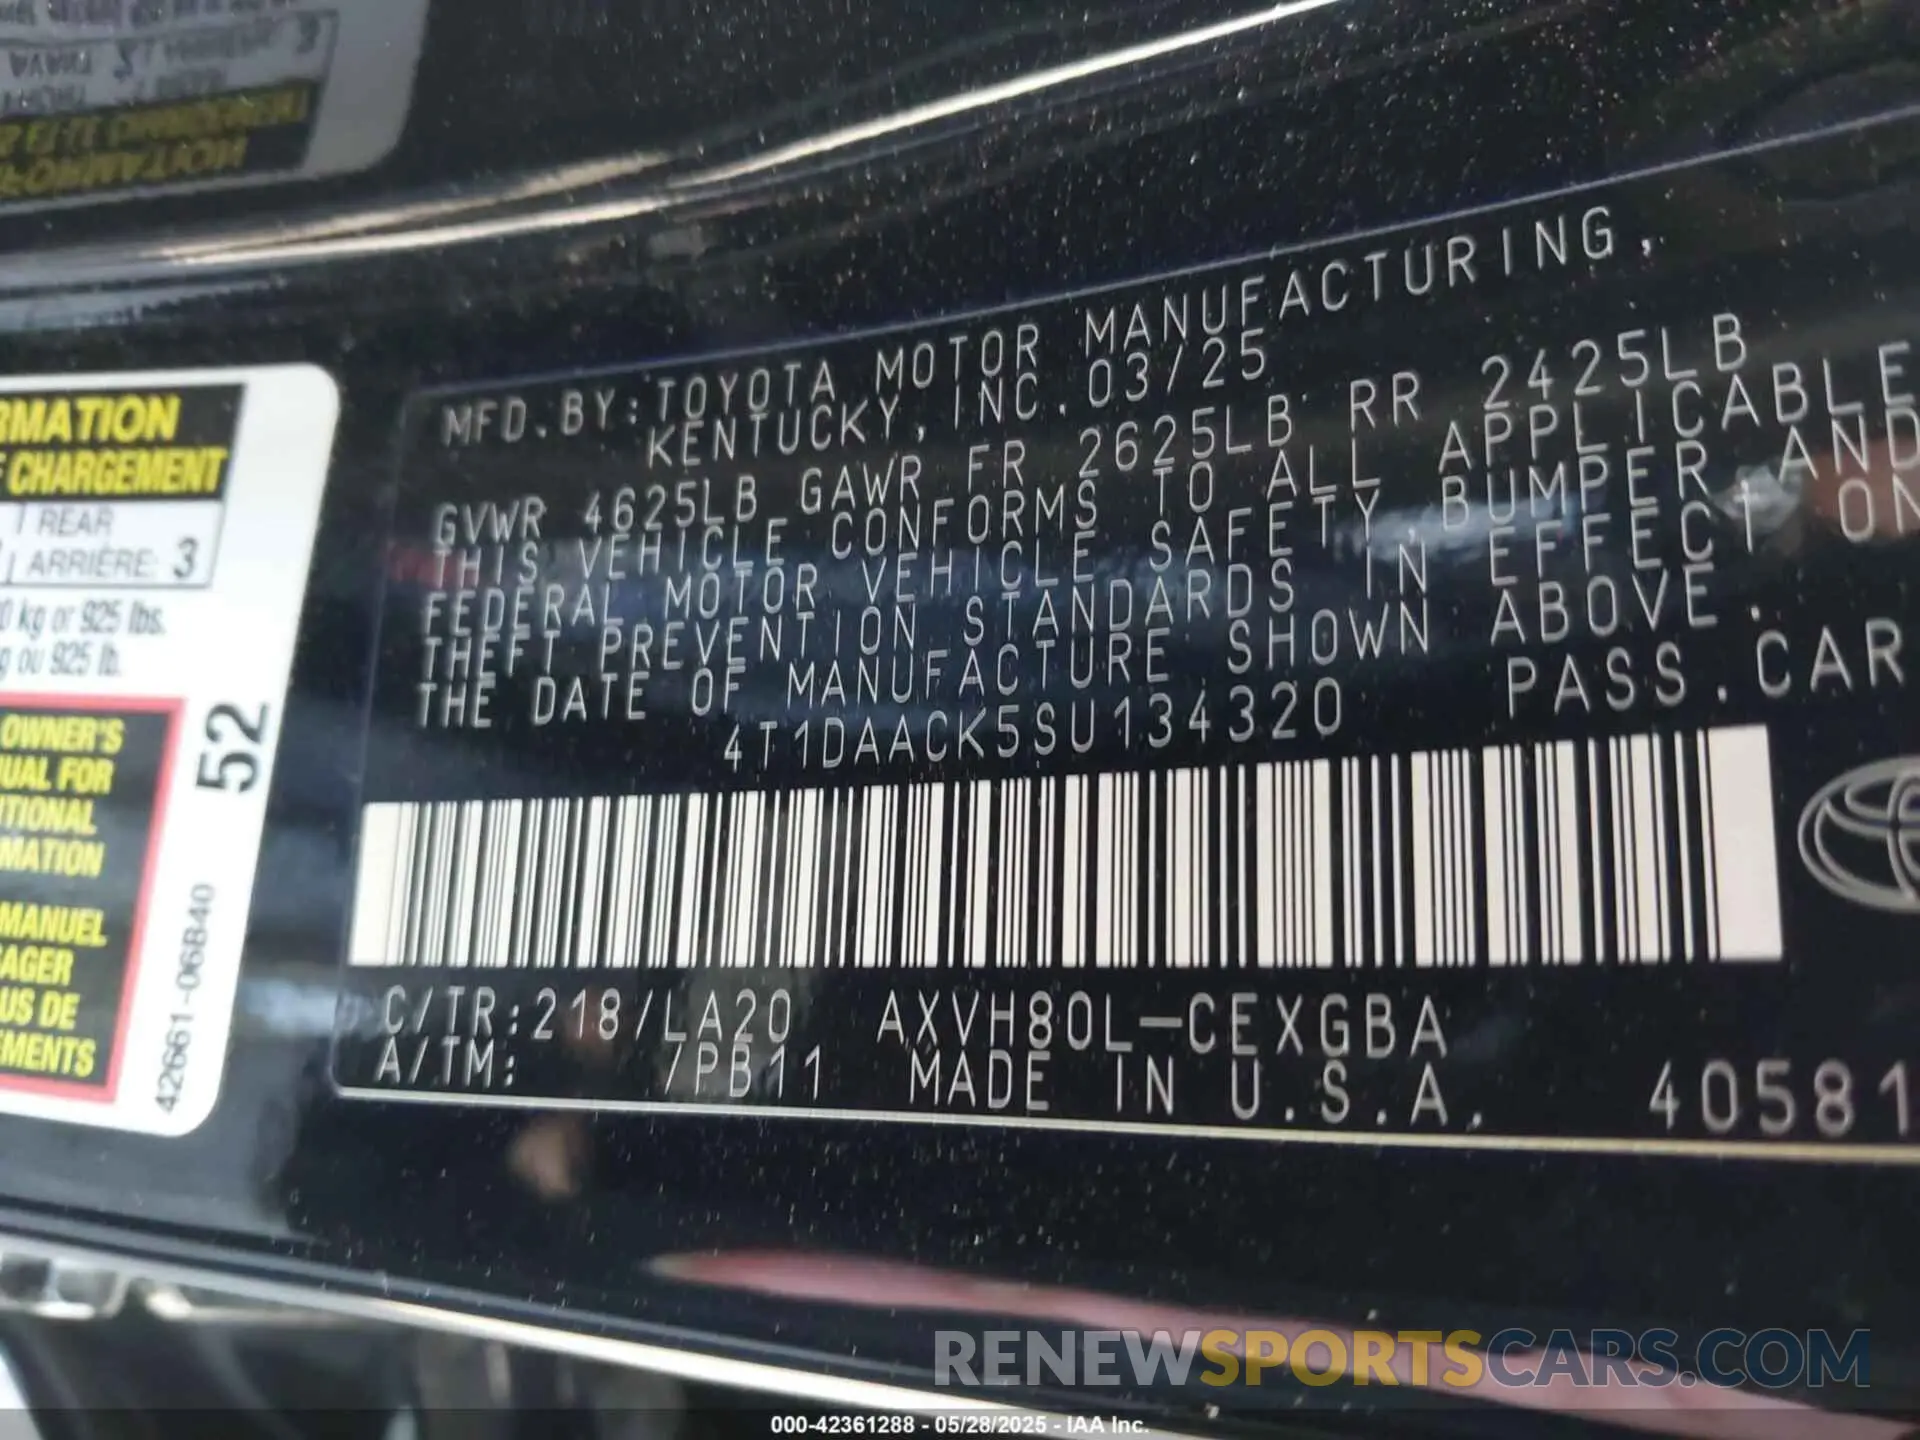 RMATION
E CHARGEMENT
REAR
ARRIÈRE: 3
0 kg or 925 lbs.
g ou 925 lb.
OWNER'S
UAL FOR
ITIONAL
MATION
MANUEL
SAGER
US DE
EMENTS
52
42661-06B40
MFD.BY:TOYOTA MOTOR MANUFACTURING,
KENTUCKY,INC.03/25
GVWR 4625LB GAWR FR 2625LB RR 2425LB
THIS VEHICLE CONFORMS TO ALL APPLICABLE
FEDERAL MOTOR VEHICLE SAFETY,BUMPER,AND
THEFT PREVENTION STANDARDS IN EFFECT ON
THE DATE OF MANUFACTURE SHOWN ABOVE.
4T1DAACK5SU134320 PASS.CAR
C/TR:218/LA20 AXVH80L-CEXGBA
A/TM: /PB11 MADE IN U.S.A. 40581
RENEWSPORTSCARS.COM
000-42361288 - 05/28/2025 - IAA Inc.